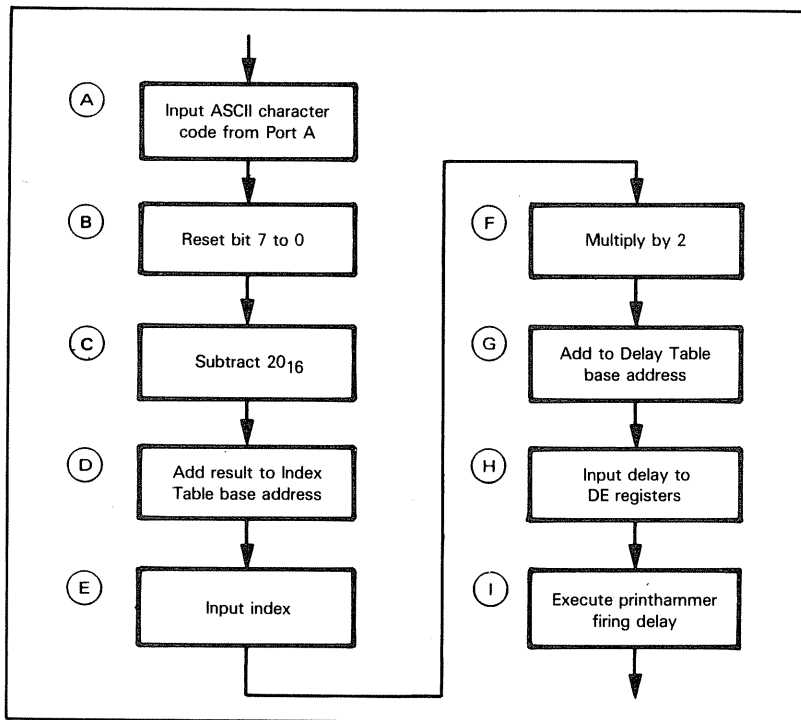 A
Input ASCII character
code from Port A
B
Reset bit 7 to 0
C
Subtract 20₁₆
D
Add result to Index
Table base address
E
Input index
F
Multiply by 2
G
Add to Delay Table
base address
H
Input delay to
DE registers
I
Execute printhammer
firing delay